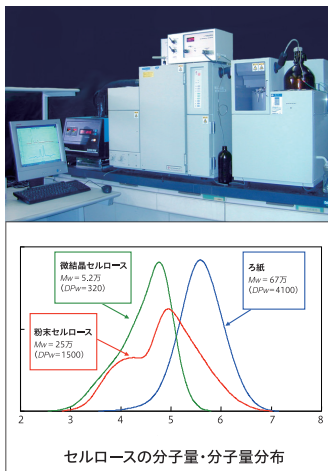 微結晶セルロース
Mw＝5.2万
（DPw＝320）
ろ紙
Mw＝67万
（DPw＝4100）
粉末セルロース
Mw＝25万
（DPw＝1500）
2 3 4 5 6 7 8
セルロースの分子量・分子量分布